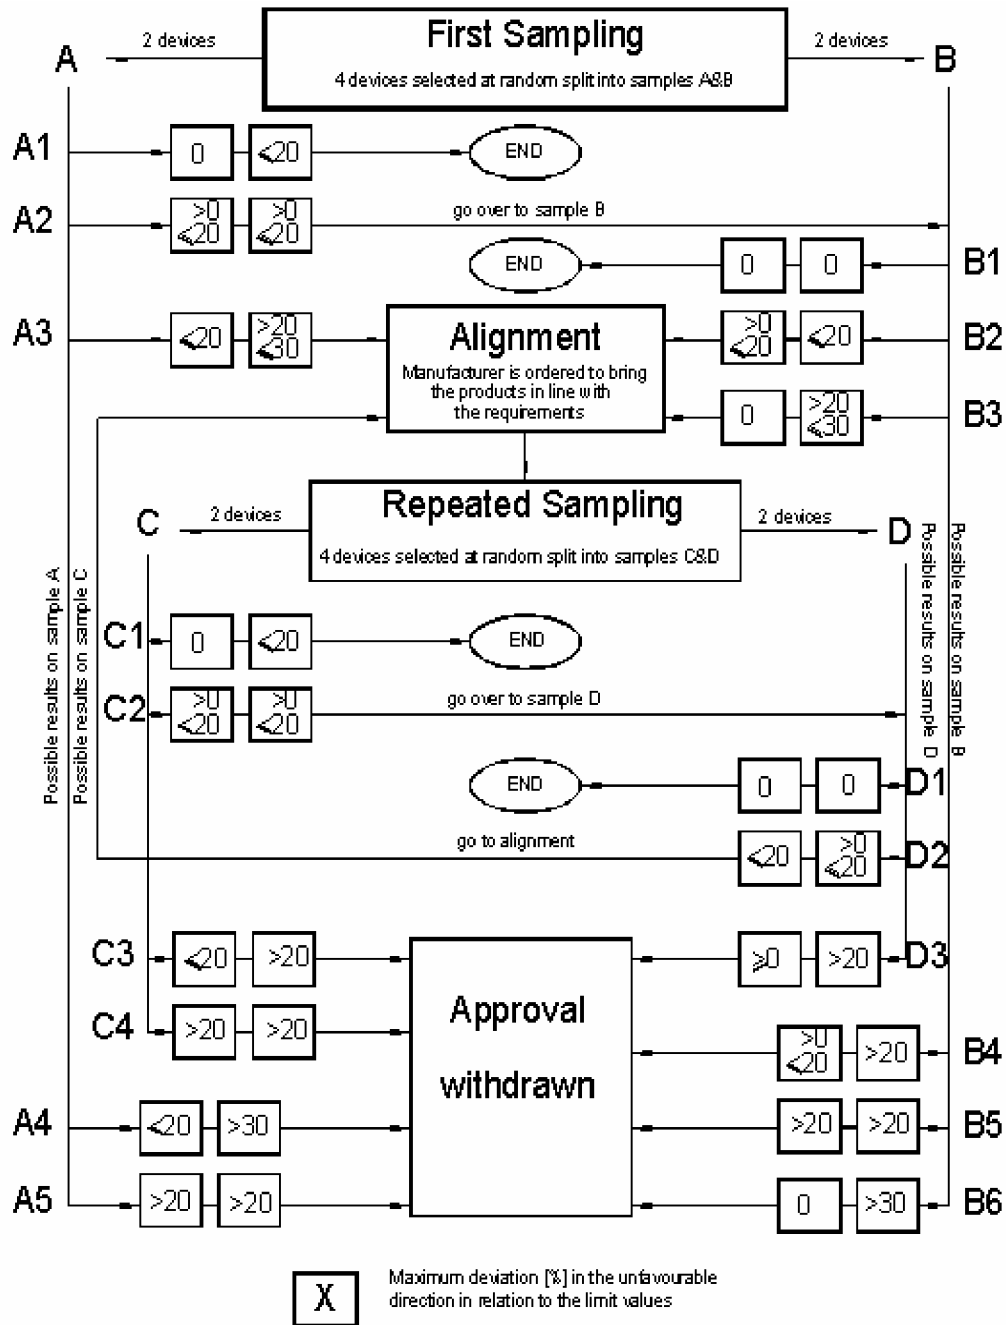 First Sampling
4 devices selected at random split into samples A&B
A
2 devices
2 devices
B
A1
0
⩽20
END
A2
>0
⩽20
>0
⩽20
go over to sample B
END
0
0
B1
A3
⩽20
>20
⩽30
Alignment
Manufacturer is ordered to bring
the products in line with
the requirements
>0
⩽20
⩽20
B2
0
>20
⩽30
B3
Repeated Sampling
4 devices selected at random split into samples C&D
C
2 devices
2 devices
D
Possible results on sample A
Possible results on sample C
Possible results on sample D
Possible results on sample B
C1
0
⩽20
END
C2
>0
⩽20
>0
⩽20
go over to sample D
END
0
0
D1
go to alignment
⩽20
>0
⩽20
D2
C3
⩽20
>20
Approval
withdrawn
⩾0
>20
D3
C4
>20
>20
>0
⩽20
>20
B4
A4
⩽20
>30
>20
>20
B5
A5
>20
>20
0
>30
B6
X
Maximum deviation [%] in the unfavourable
direction in relation to the limit values